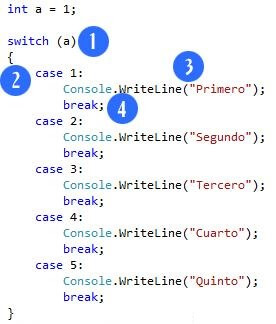 int a = 1;
switch (a) 1
{
2 case 1: 3
Console.WriteLine("Primero");
break; 4
case 2:
Console.WriteLine("Segundo");
break;
case 3:
Console.WriteLine("Tercero");
break;
case 4:
Console.WriteLine("Cuarto");
break;
case 5:
Console.WriteLine("Quinto");
break;
}